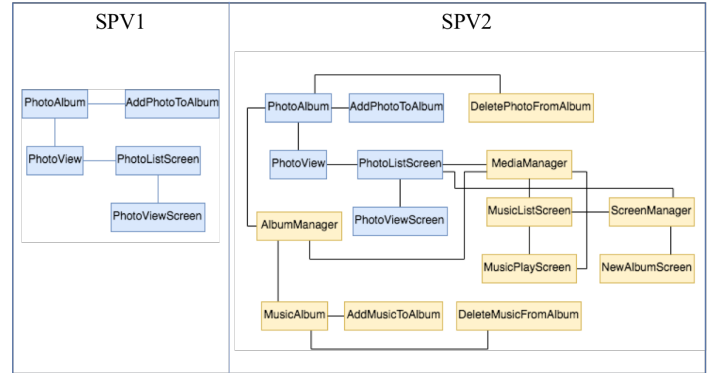 SPV1
SPV2
PhotoAlbum
AddPhotoToAlbum
PhotoView
PhotoListScreen
PhotoViewScreen
PhotoAlbum
AddPhotoToAlbum
DeletePhotoFromAlbum
PhotoView
PhotoListScreen
MediaManager
PhotoViewScreen
MusicListScreen
ScreenManager
AlbumManager
MusicPlayScreen
NewAlbumScreen
MusicAlbum
AddMusicToAlbum
DeleteMusicFromAlbum